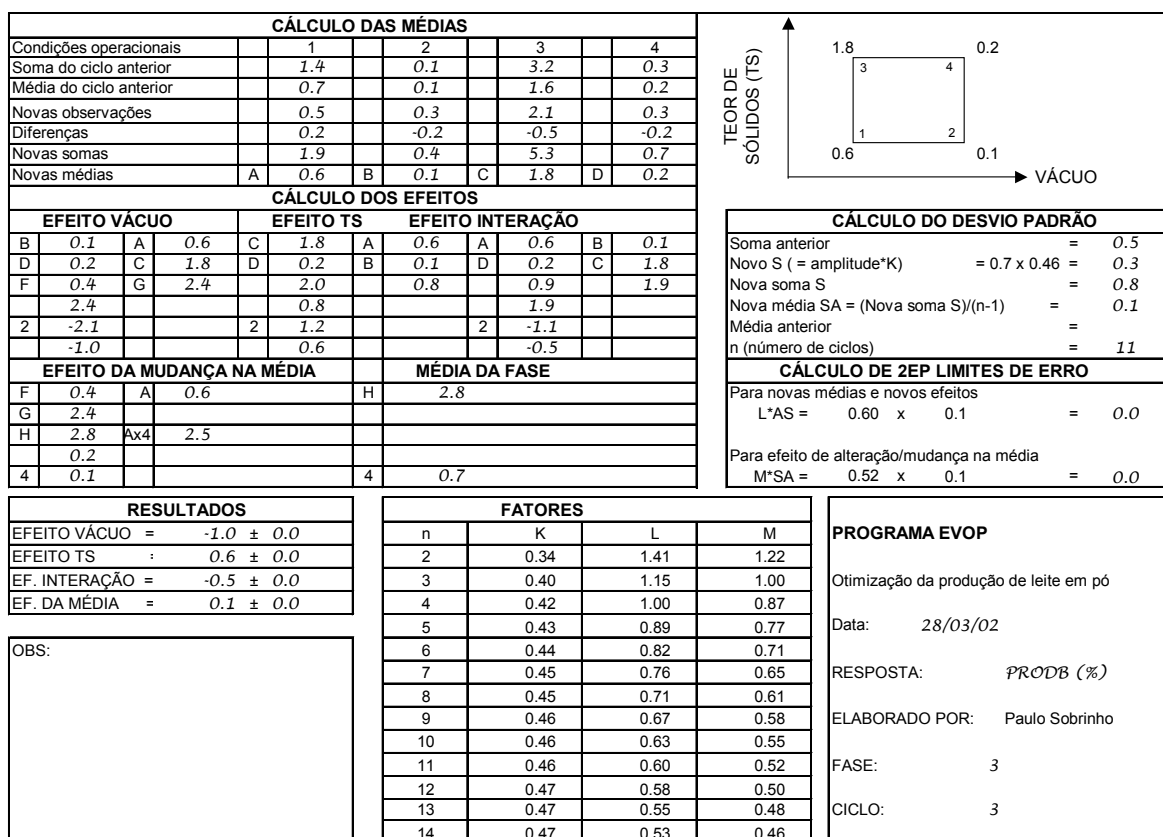 CÁLCULO DAS MÉDIAS
Condições operacionais 1 2 3 4
Soma do ciclo anterior 1.4 0.1 3.2 0.3
Média do ciclo anterior 0.7 0.1 1.6 0.2
Novas observações 0.5 0.3 2.1 0.3
Diferenças 0.2 -0.2 -0.5 -0.2
Novas somas 1.9 0.4 5.3 0.7
Novas médias A 0.6 B 0.1 C 1.8 D 0.2
CÁLCULO DOS EFEITOS
EFEITO VÁCUO EFEITO TS EFEITO INTERAÇÃO
B 0.1 A 0.6 C 1.8 A 0.6 A 0.6 B 0.1
D 0.2 C 1.8 D 0.2 B 0.1 D 0.2 C 1.8
F 0.4 G 2.4 2.0 0.8 0.9 1.9
2.4 0.8 1.9
2 -2.1 2 1.2 2 -1.1
-1.0 0.6 -0.5
EFEITO DA MUDANÇA NA MÉDIA MÉDIA DA FASE
F 0.4 A 0.6 H 2.8
G 2.4
H 2.8 Ax4 2.5
0.2
4 0.1 4 0.7
TEOR DE
SÓLIDOS (TS)
1.8 0.2
3 4
1 2
0.6 0.1
VÁCUO
CÁLCULO DO DESVIO PADRÃO
Soma anterior = 0.5
Novo S ( = amplitude*K) = 0.7 x 0.46 = 0.3
Nova soma S = 0.8
Nova média SA = (Nova soma S)/(n-1) = 0.1
Média anterior =
n (número de ciclos) = 11
CÁLCULO DE 2EP LIMITES DE ERRO
Para novas médias e novos efeitos
L*AS = 0.60 x 0.1 = 0.0
Para efeito de alteração/mudança na média
M*SA = 0.52 x 0.1 = 0.0
RESULTADOS
EFEITO VÁCUO = -1.0 ± 0.0
EFEITO TS : 0.6 ± 0.0
EF. INTERAÇÃO = -0.5 ± 0.0
EF. DA MÉDIA = 0.1 ± 0.0
OBS:
FATORES
n K L M
2 0.34 1.41 1.22
3 0.40 1.15 1.00
4 0.42 1.00 0.87
5 0.43 0.89 0.77
6 0.44 0.82 0.71
7 0.45 0.76 0.65
8 0.45 0.71 0.61
9 0.46 0.67 0.58
10 0.46 0.63 0.55
11 0.46 0.60 0.52
12 0.47 0.58 0.50
13 0.47 0.55 0.48
14 0.47 0.53 0.46
PROGRAMA EVOP
Otimização da produção de leite em pó
Data: 28/03/02
RESPOSTA: PRODB (%)
ELABORADO POR: Paulo Sobrinho
FASE: 3
CICLO: 3